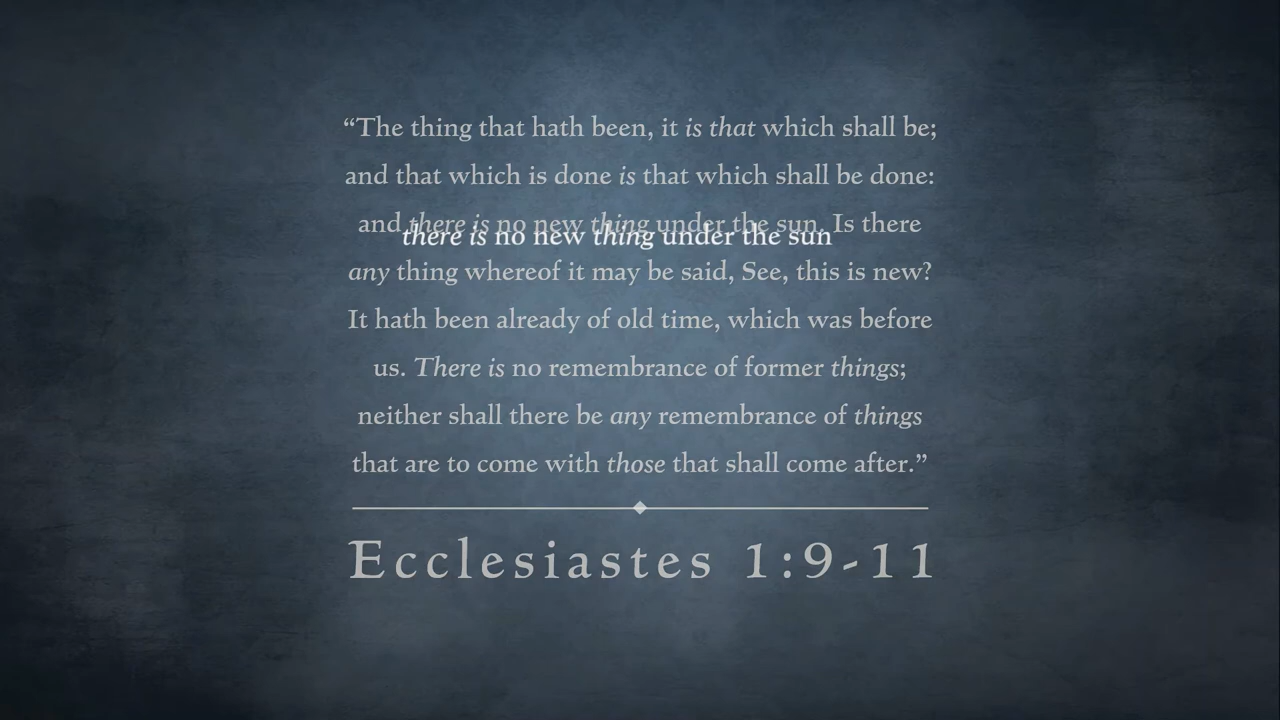 “The thing that hath been, it is that which shall be;
and that which is done is that which shall be done:
and there is no new thing under the sun. Is there
there is no new thing under the sun
any thing whereof it may be said, See, this is new?
It hath been already of old time, which was before
us. There is no remembrance of former things;
neither shall there be any remembrance of things
that are to come with those that shall come after.”
Ecclesiastes 1:9-11